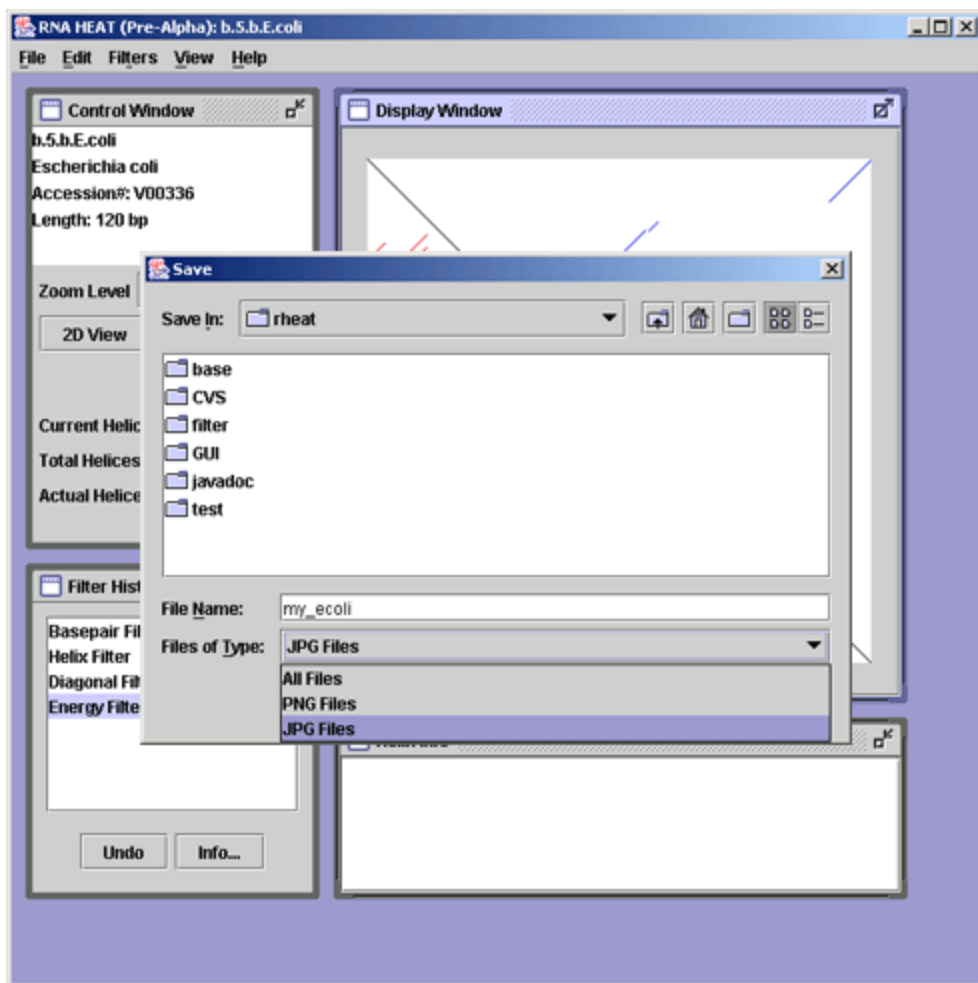 RNA HEAT (Pre-Alpha): b.5.b.E.coli
File Edit Filters View Help
Control Window
b.5.b.E.coli
Escherichia coli
Accession#: V00336
Length: 120 bp
Zoom Level
2D View
Current Helic
Total Helices
Actual Helice
Display Window
Save
Save In: rheat
base
CVS
filter
GUI
javadoc
test
File Name: my_ecoli
Files of Type: JPG Files
All Files
PNG Files
JPG Files
Filter Hist
Basepair Fil
Helix Filter
Diagonal Filt
Energy Filte
Undo Info...